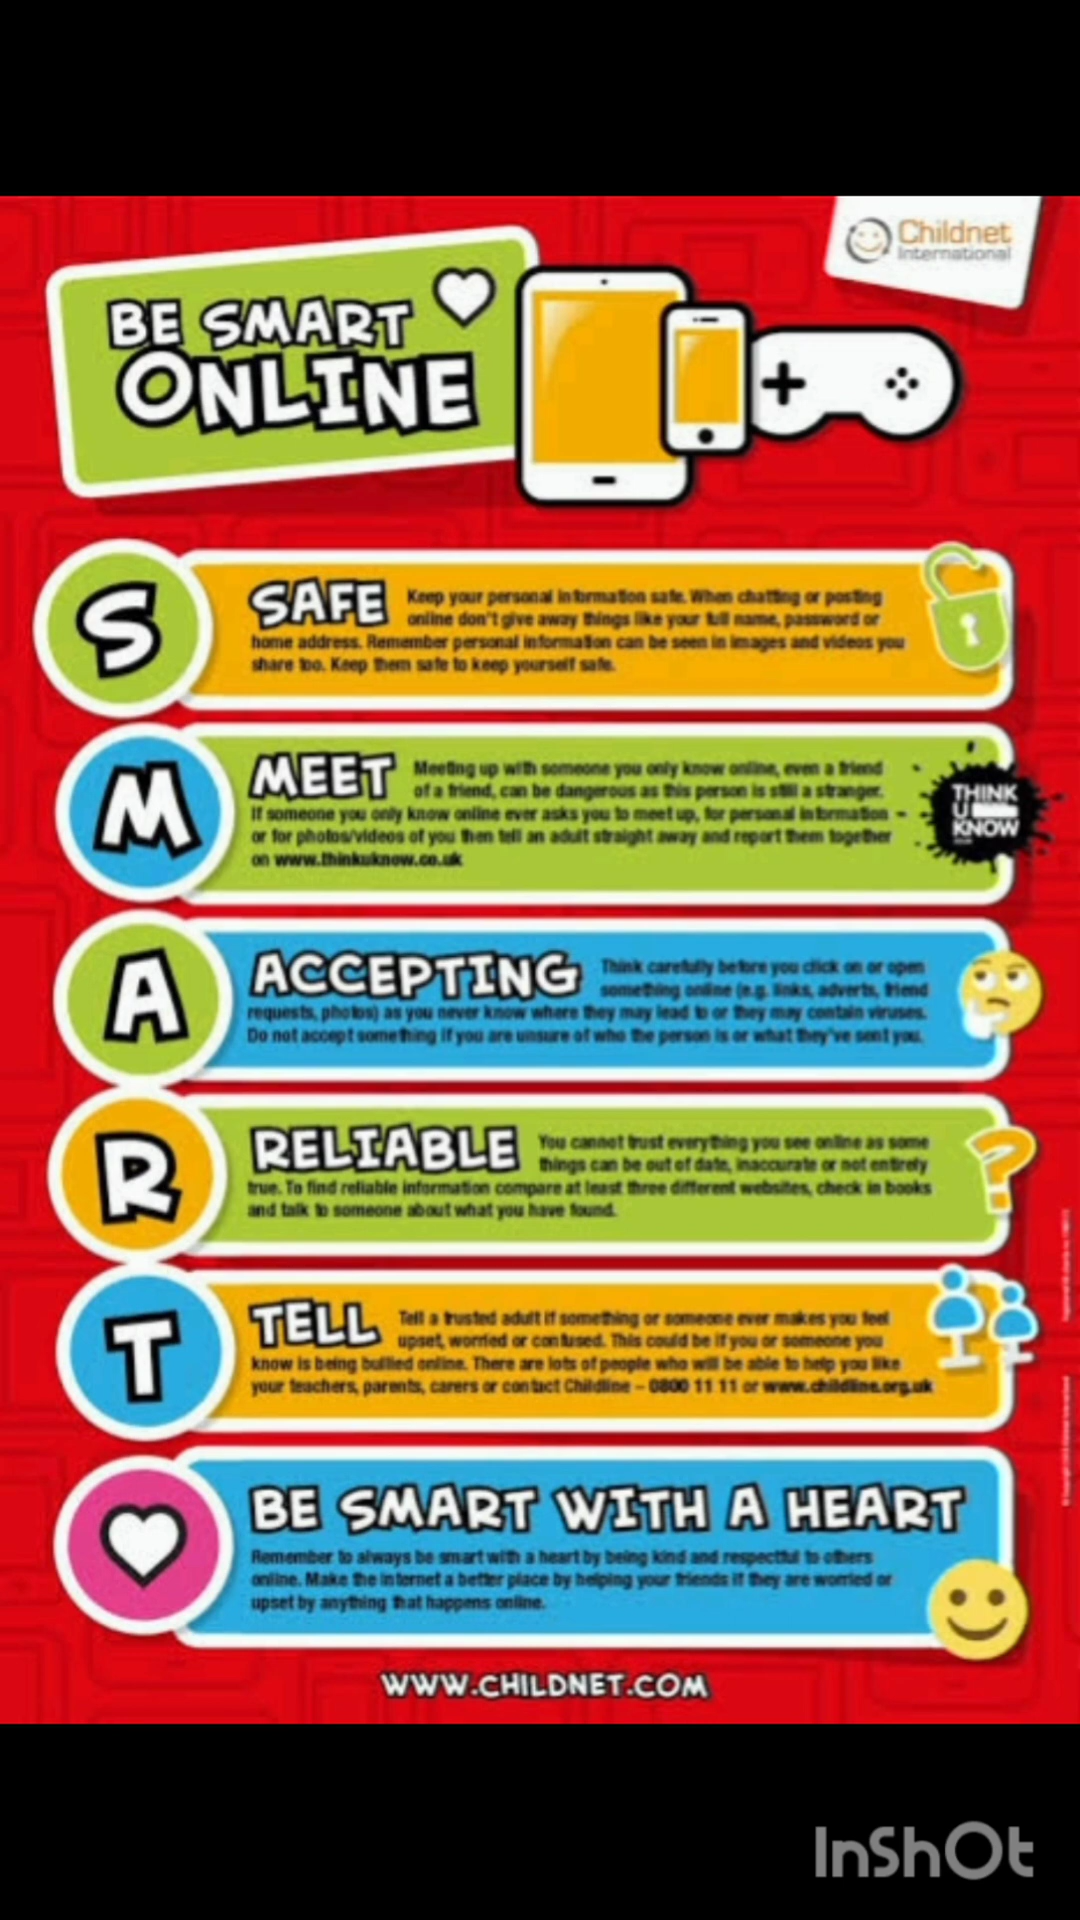 Childnet
International
BE SMART
ONLINE
S
SAFE Keep your personal information safe. When chatting or posting
online don't give away things like your full name, password or
home address. Remember personal information can be seen in images and videos you
share too. Keep them safe to keep yourself safe.
M
MEET Meeting up with someone you only know online, even a friend
of a friend, can be dangerous as this person is still a stranger.
If someone you only know online ever asks you to meet up, for personal information
or for photos/videos of you then tell an adult straight away and report them together
on www.thinkuknow.co.uk
THINK
U
KNOW
A
ACCEPTING Think carefully before you click on or open
something online (e.g. links, adverts, friend
requests, photos) as you never know where they may lead to or they may contain viruses.
Do not accept something if you are unsure of who the person is or what they've sent you.
R
RELIABLE You cannot trust everything you see online as some
things can be out of date, inaccurate or not entirely
true. To find reliable information compare at least three different websites, check in books
and talk to someone about what you have found.
?
T
TELL Tell a trusted adult if something or someone ever makes you feel
upset, worried or confused. This could be if you or someone you
know is being bullied online. There are lots of people who will be able to help you like
your teachers, parents, carers or contact Childline – 0800 11 11 or www.childline.org.uk
BE SMART WITH A HEART
Remember to always be smart with a heart by being kind and respectful to others
online. Make the internet a better place by helping your friends if they are worried or
upset by anything that happens online.
WWW.CHILDNET.COM
InShOt